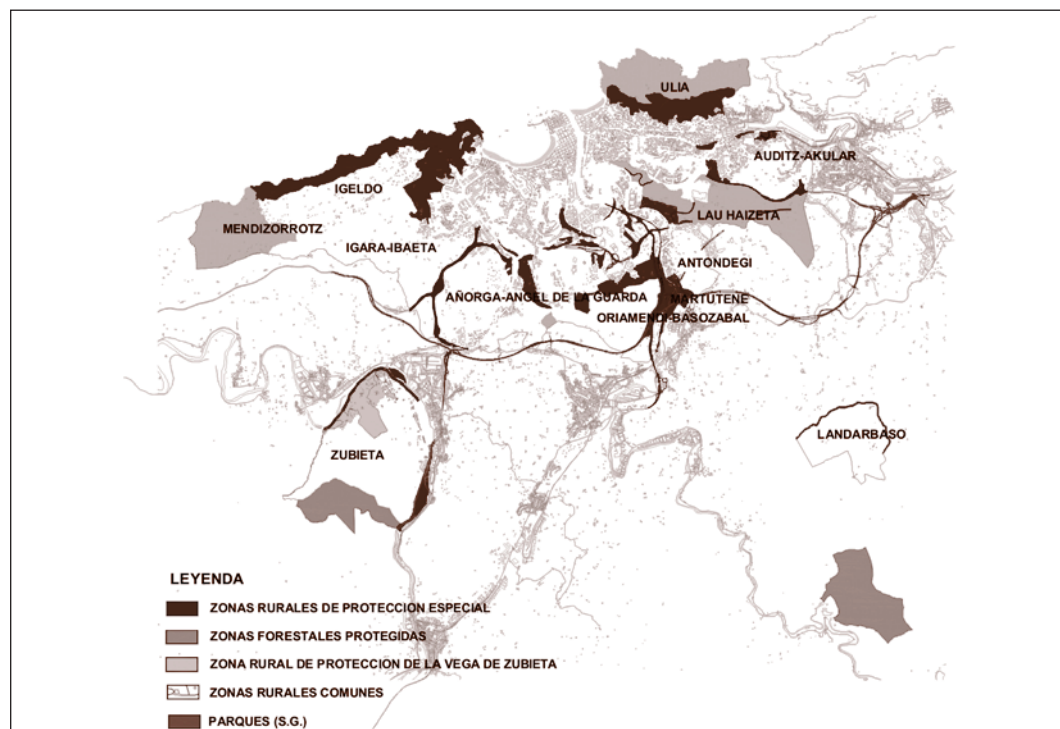 ULIA
AUDITZ-AKULAR
IGELDO
LAU HAIZETA
MENDIZORROTZ
IGARA-IBAETA
ANTONDEGI
AÑORGA-ANGEL DE LA GUARDA
MARTUTENE
ORIAMENDI-BASOZABAL
LANDARBASO
ZUBIETA
LEYENDA
ZONAS RURALES DE PROTECCION ESPECIAL
ZONAS FORESTALES PROTEGIDAS
ZONA RURAL DE PROTECCION DE LA VEGA DE ZUBIETA
ZONAS RURALES COMUNES
PARQUES (S.G.)